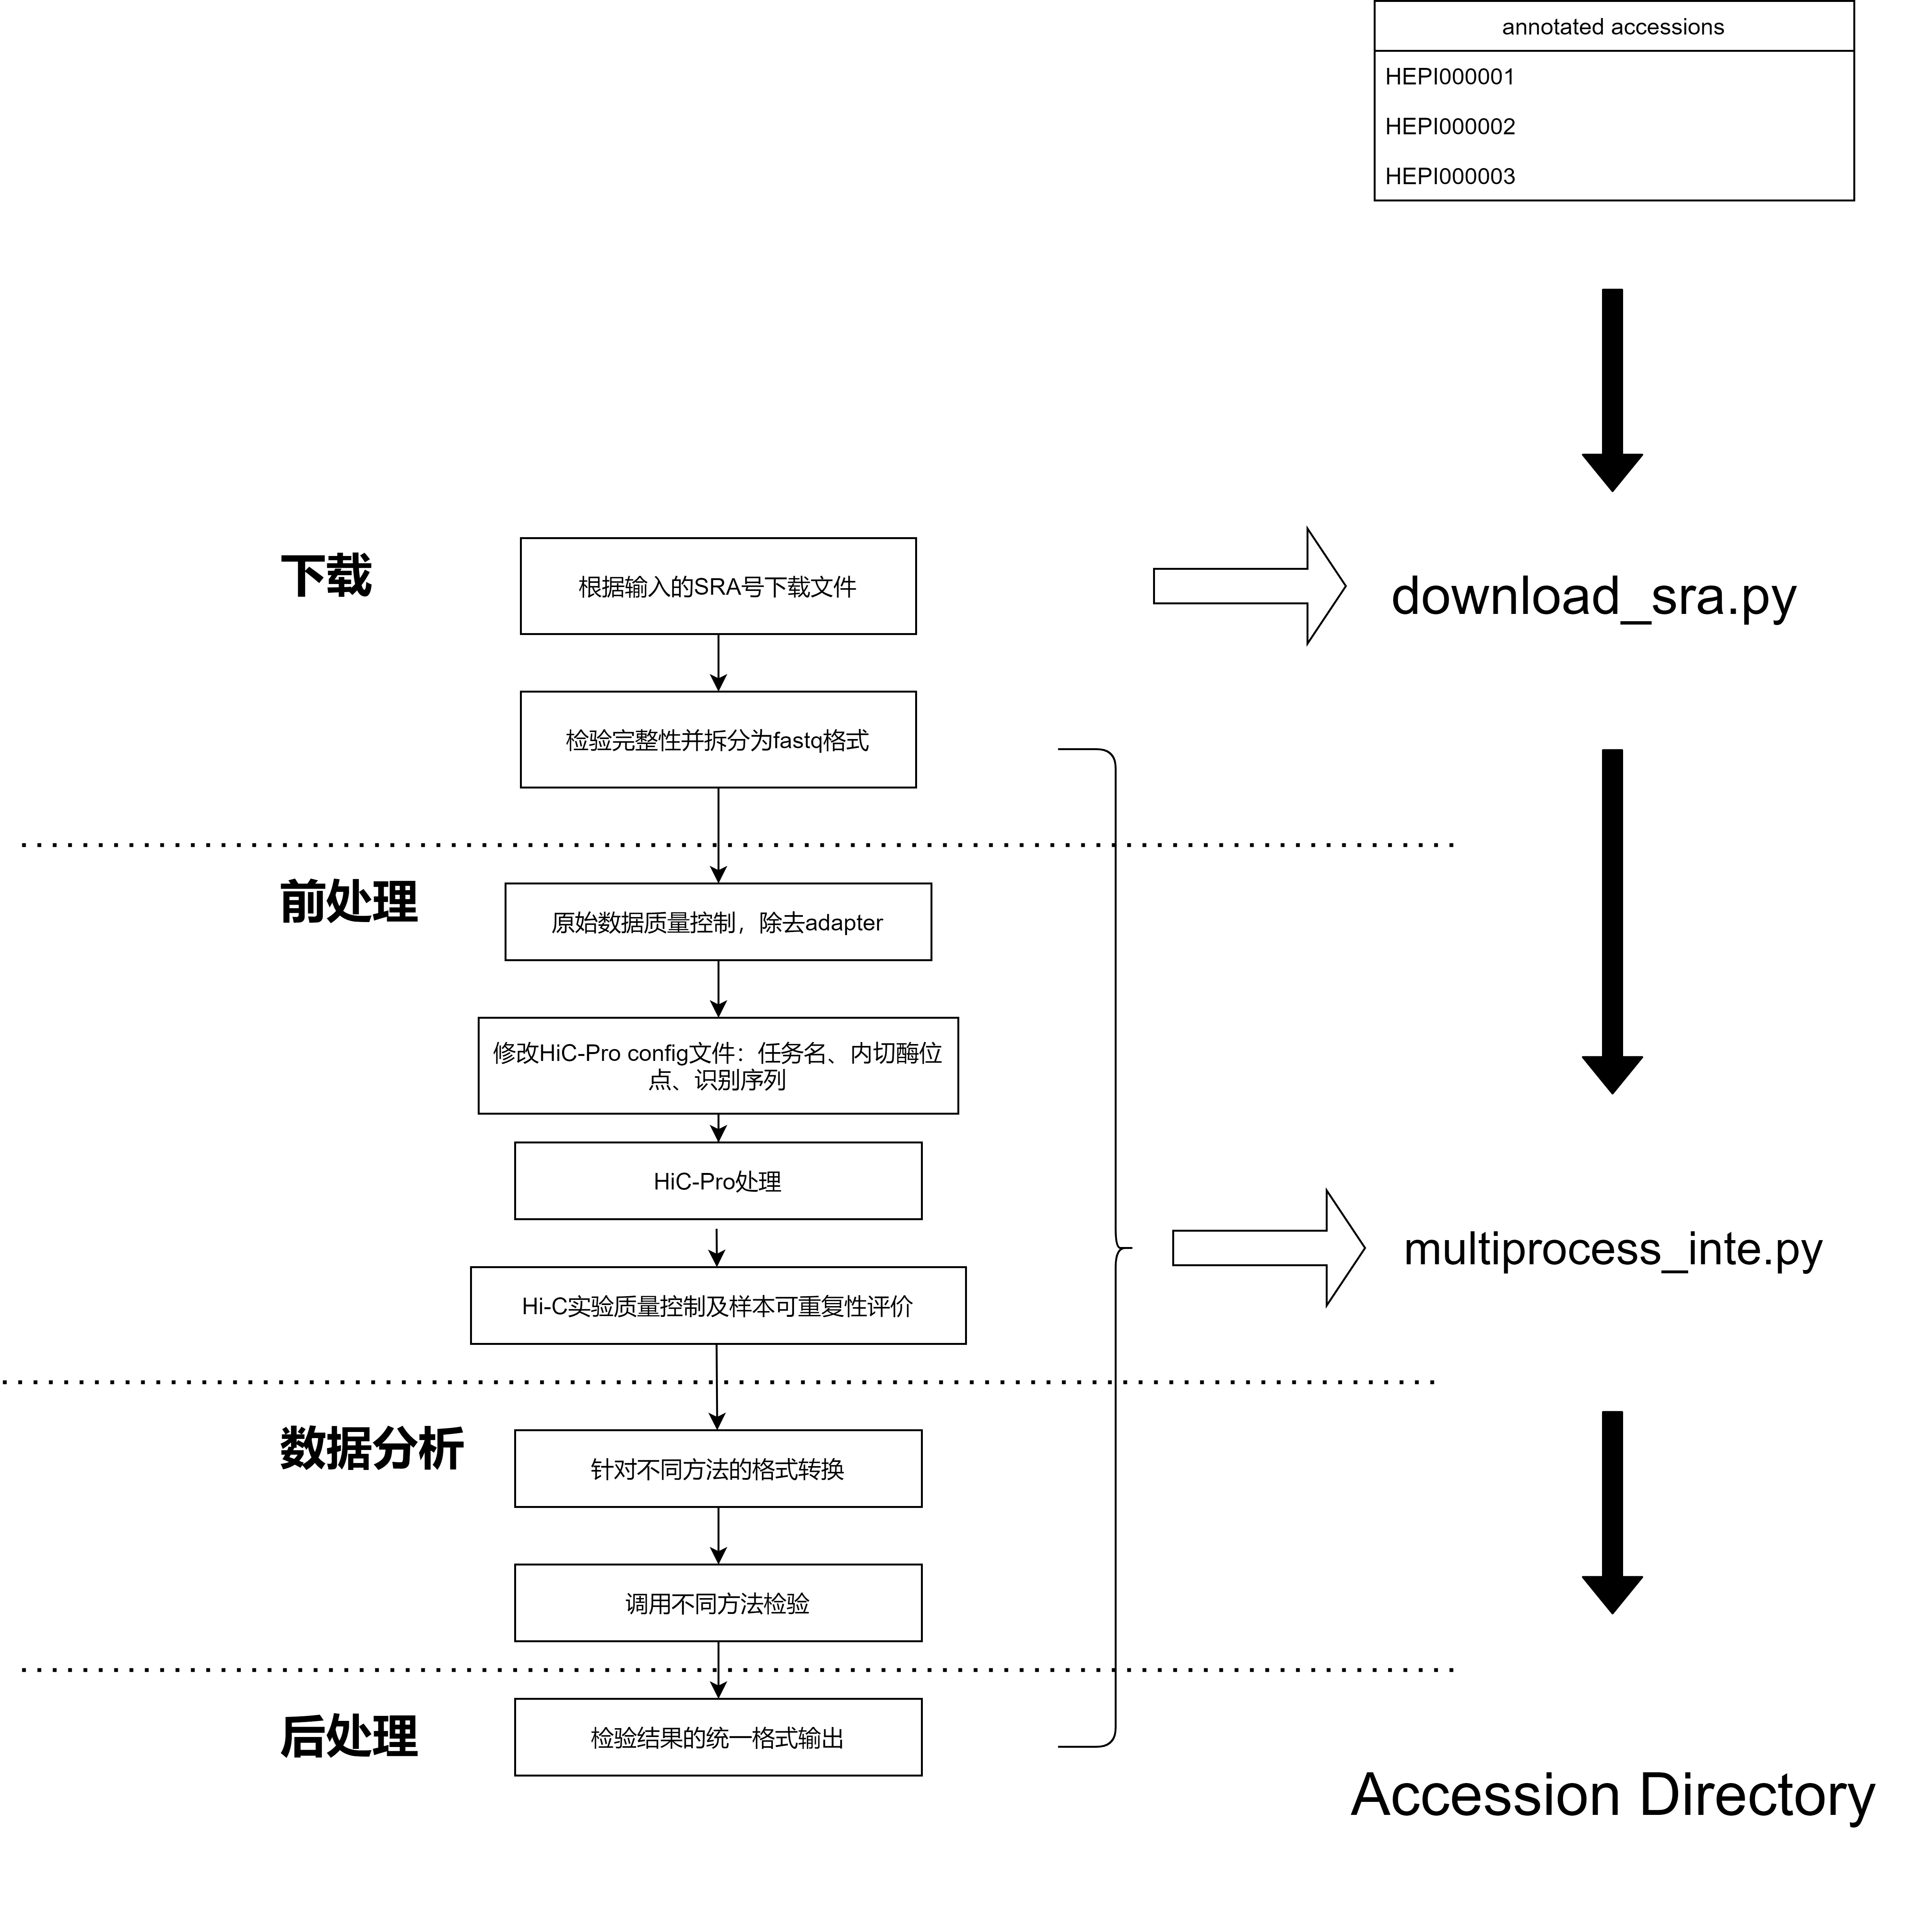 annotated accessions
HEPI000001
HEPI000002
HEPI000003
下载
根据输入的SRA号下载文件
download_sra.py
检验完整性并拆分为fastq格式
前处理
原始数据质量控制，除去adapter
修改HiC-Pro config文件：任务名、内切酶位
点、识别序列
HiC-Pro处理
multiprocess_inte.py
Hi-C实验质量控制及样本可重复性评价
数据分析
针对不同方法的格式转换
调用不同方法检验
后处理
检验结果的统一格式输出
Accession Directory